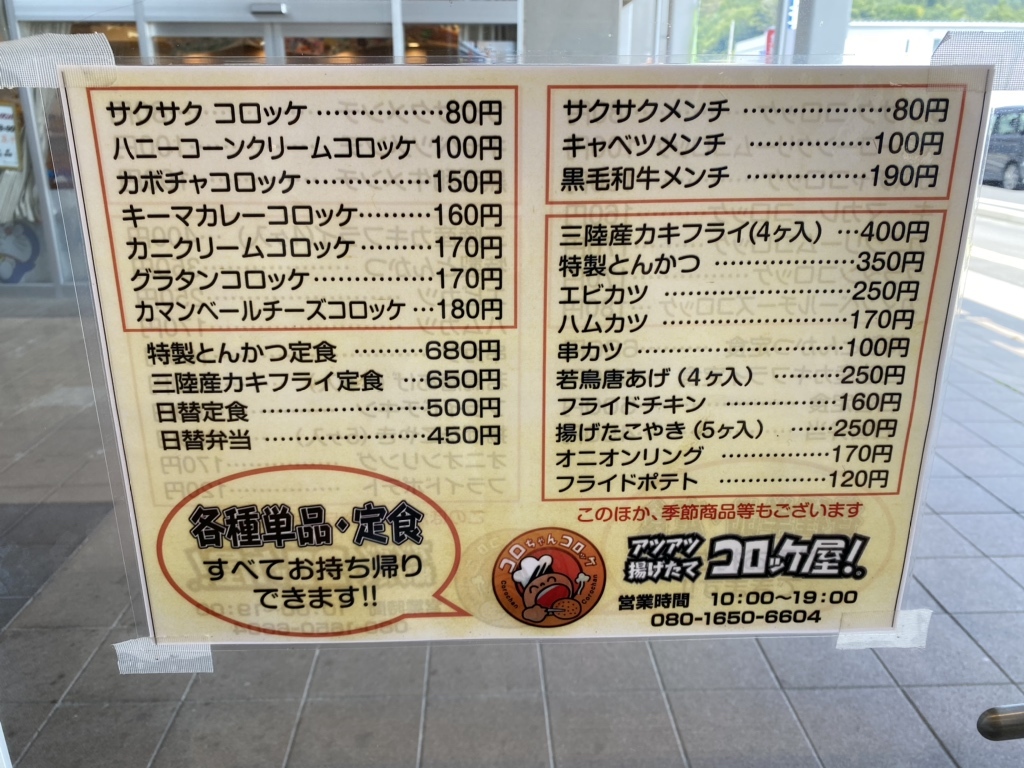 サクサク コロッケ ………………80円
ハニーコーンクリームコロッケ 100円
カボチャコロッケ……………150円
キーマカレーコロッケ………160円
カニクリームコロッケ………170円
グラタンコロッケ……………170円
カマンベールチーズコロッケ …180円
特製とんかつ定食 ………680円
三陸産カキフライ定食 …650円
日替定食 …………………500円
日替弁当 …………………450円
各種単品・定食
すべてお持ち帰り
できます!!
サクサクメンチ ………………80円
キャベツメンチ ……………100円
黒毛和牛メンチ ……………190円
三陸産カキフライ(4ヶ入) …400円
特製とんかつ ………………350円
エビカツ ……………………250円
ハムカツ ……………………170円
串カツ ………………………100円
若鳥唐あげ(4ヶ入) ………250円
フライドチキン ……………160円
揚げたこやき(5ヶ入) ……250円
オニオンリング ……………170円
フライドポテト ……………120円
このほか、季節商品等もございます
コロちゃんコロッケ
Corochan Corochan
アツアツ
揚げたて コロッケ屋!
営業時間 10:00〜19:00
080-1650-6604